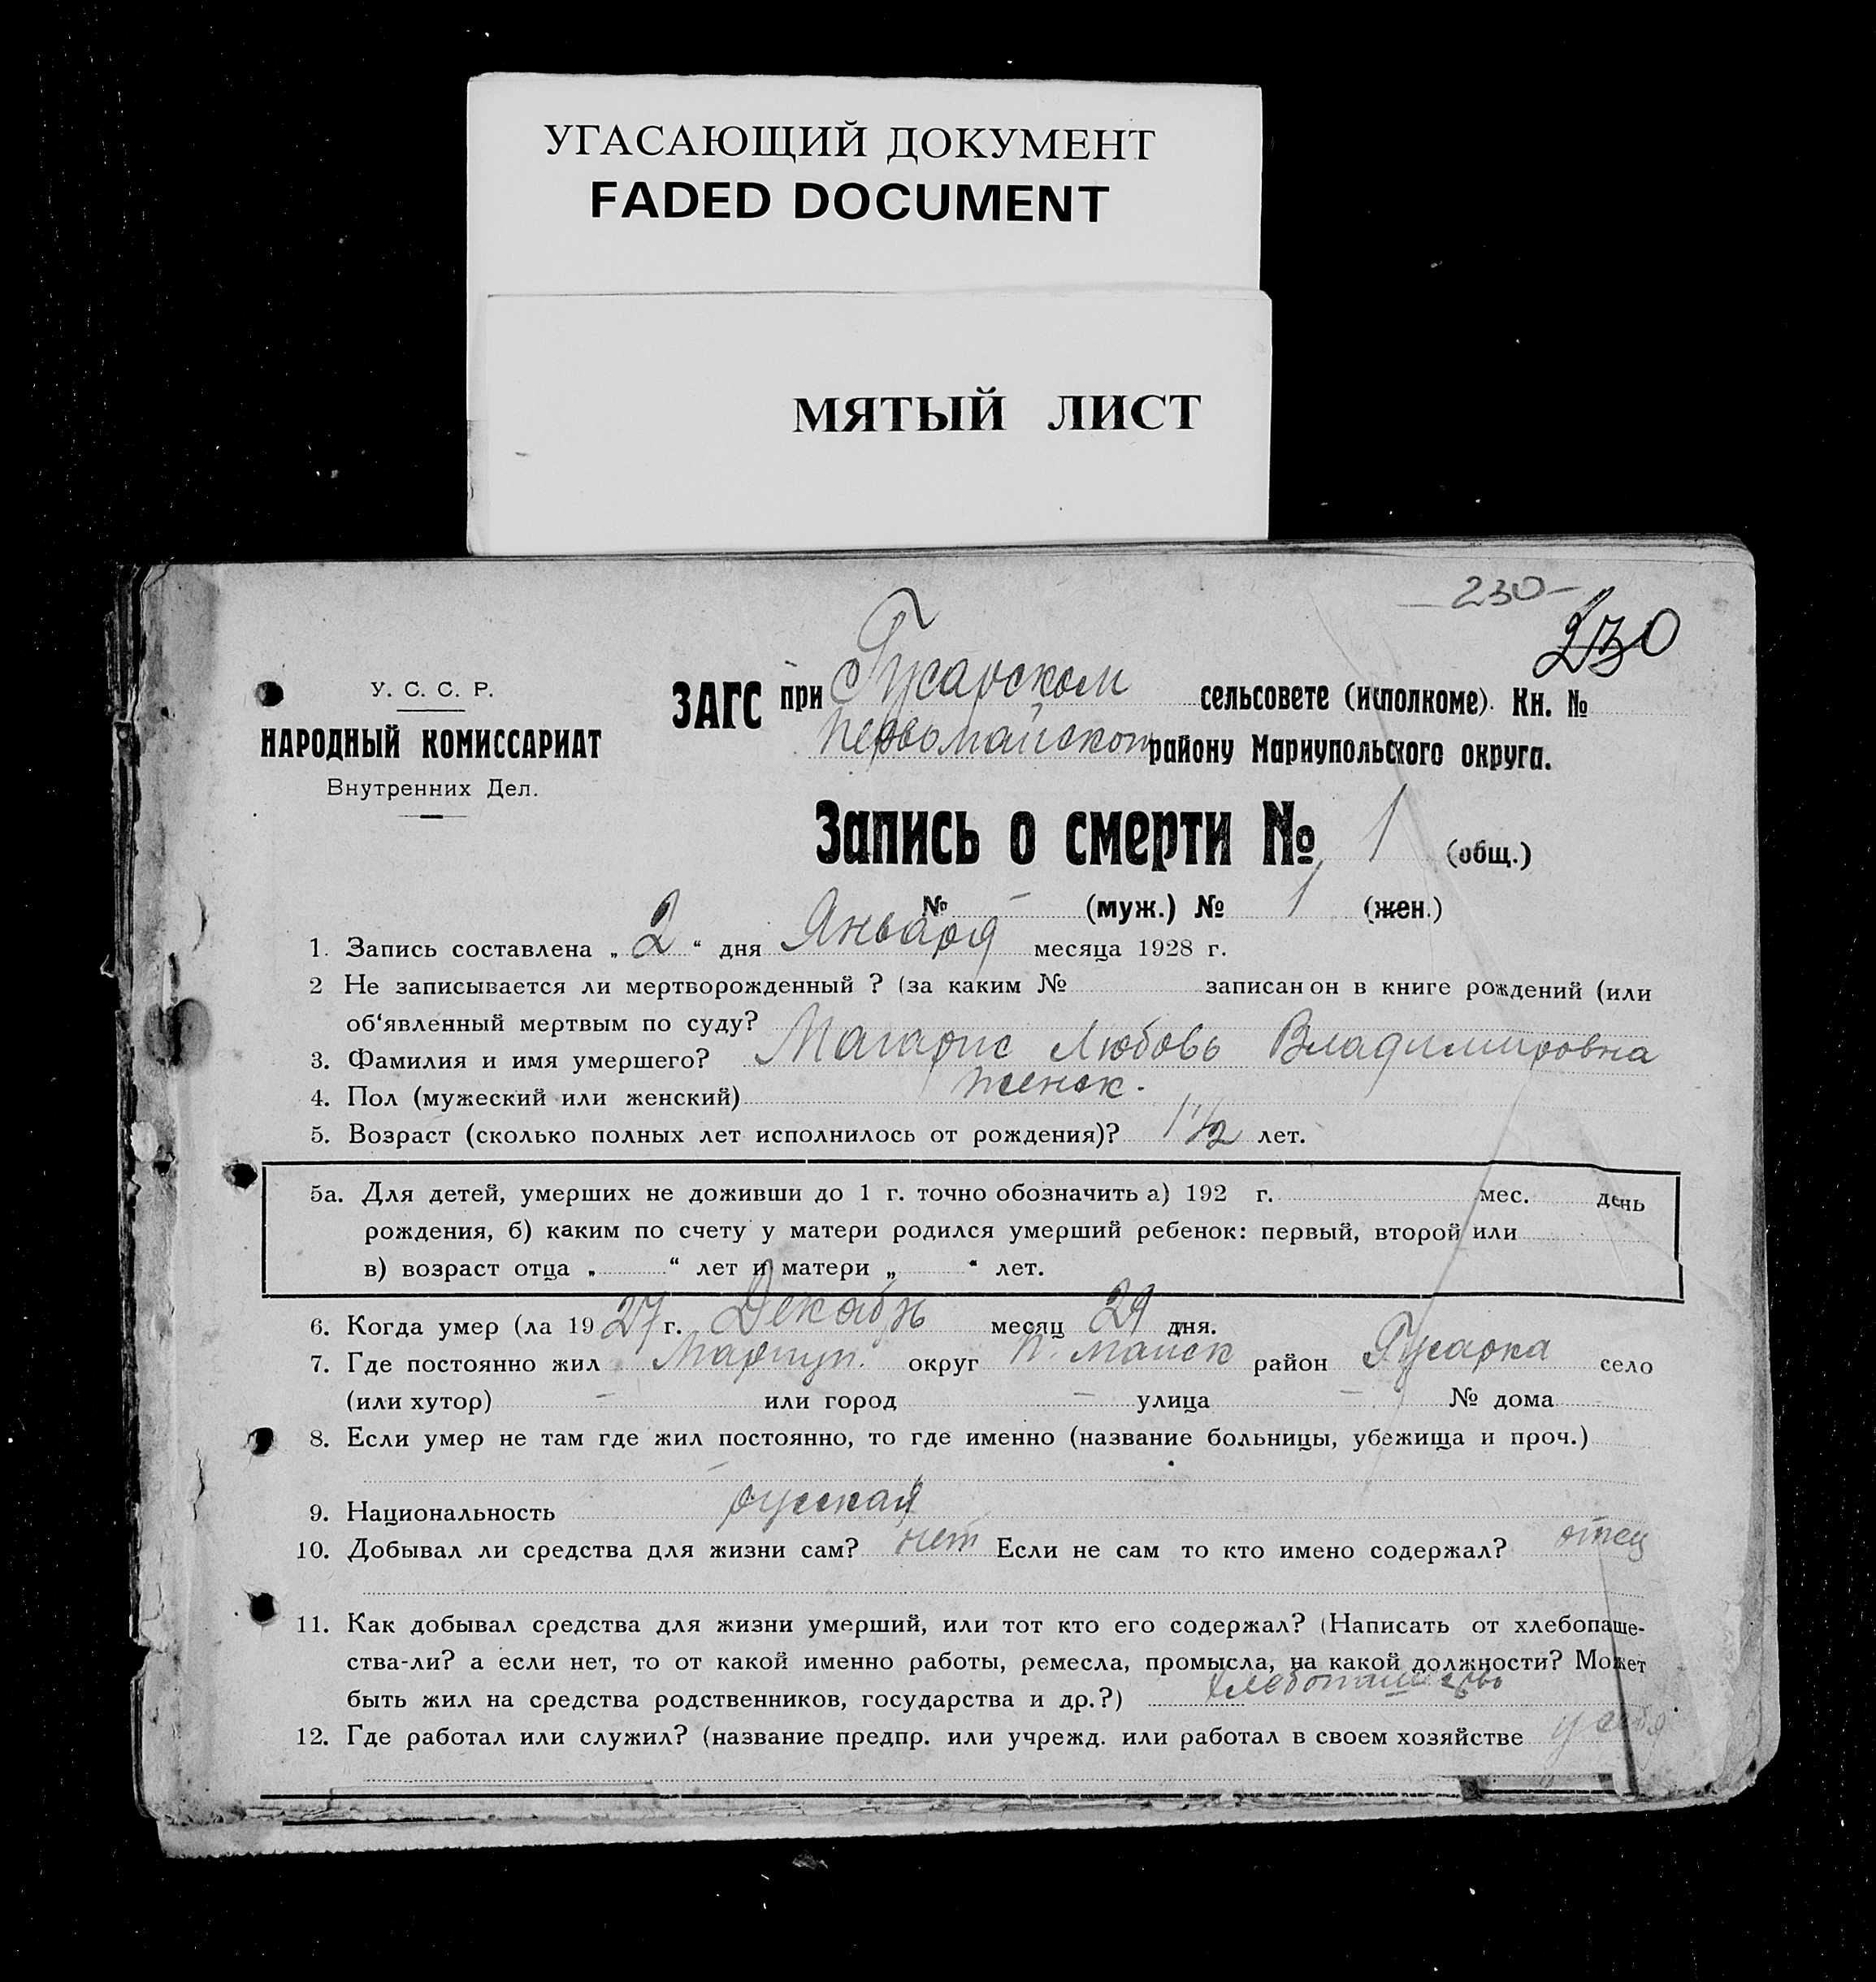 УГАСАЮЩИЙ ДОКУМЕНТ
FADED DOCUMENT
МЯТЫЙ ЛИСТ
230
230
У. С. С. Р.
НАРОДНЫЙ КОМИССАРИАТ
Внутренних Дел.
ЗАГС при Гусарском сельсовете (исполкоме). Кн. №
Первомайском району Мариупольского округа.
Запись о смерти № 1 (общ.)
№ – (муж.) № 1 (жен.)
1. Запись составлена „ 2 “ дня Января месяца 1928 г.
2 Не записывается ли мертворожденный ? (за каким № записан он в книге рождений (или
об‘явленный мертвым по суду?
3. Фамилия и имя умершего? Магарис Любовь Владимировна
4. Пол (мужеский или женский) женск.
5. Возраст (сколько полных лет исполнилось от рождения)? 1 1/2 лет.
5а. Для детей, умерших не доживши до 1 г. точно обозначить а) 192 г. мес. день
рождения, б) каким по счету у матери родился умерший ребенок: первый, второй или
в) возраст отца „ “ лет и матери „ “ лет.
6. Когда умер (ла 1927 г. Декабрь месяц 29 дня.
7. Где постоянно жил Мариуп. округ П. Майск район Гусарка село
(или хутор) – или город – улица – № дома -
8. Если умер не там где жил постоянно, то где именно (название больницы, убежища и проч.)
–
9. Национальность русская
10. Добывал ли средства для жизни сам? нет Если не сам то кто имено содержал? отец
11. Как добывал средства для жизни умерший, или тот кто его содержал? (Написать от хлебопаше-
ства-ли? а если нет, то от какой именно работы, ремесла, промысла, на какой должности? Может
быть жил на средства родственников, государства и др.?) хлебопашество
12. Где работал или служил? (название предпр. или учрежд. или работал в своем хозяйстве у себя